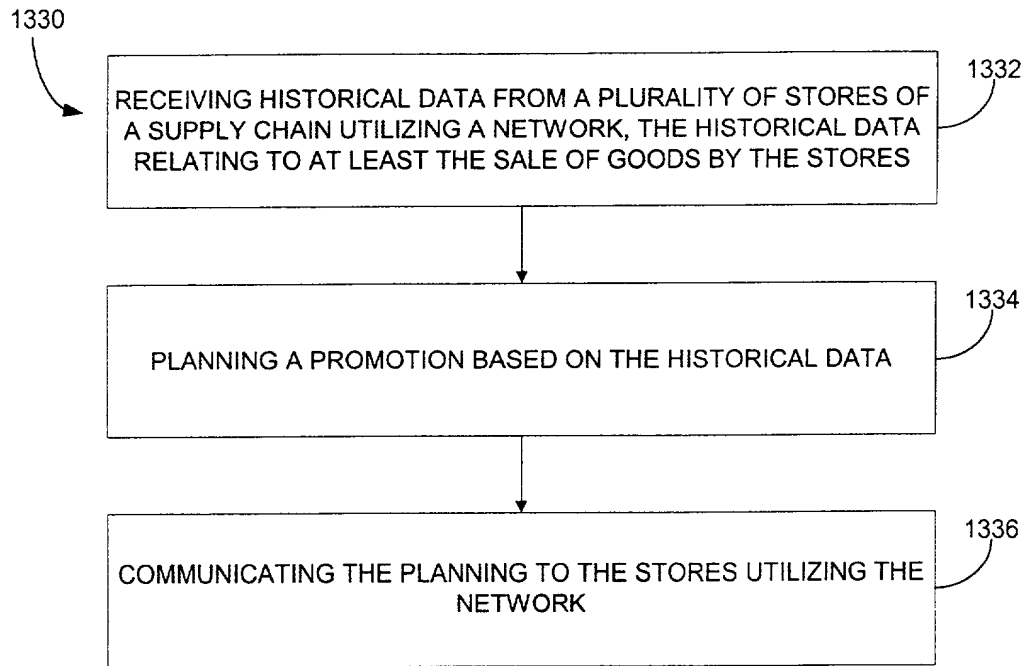 1330
1332
RECEIVING HISTORICAL DATA FROM A PLURALITY OF STORES OF
A SUPPLY CHAIN UTILIZING A NETWORK, THE HISTORICAL DATA
RELATING TO AT LEAST THE SALE OF GOODS BY THE STORES
1334
PLANNING A PROMOTION BASED ON THE HISTORICAL DATA
1336
COMMUNICATING THE PLANNING TO THE STORES UTILIZING THE
NETWORK